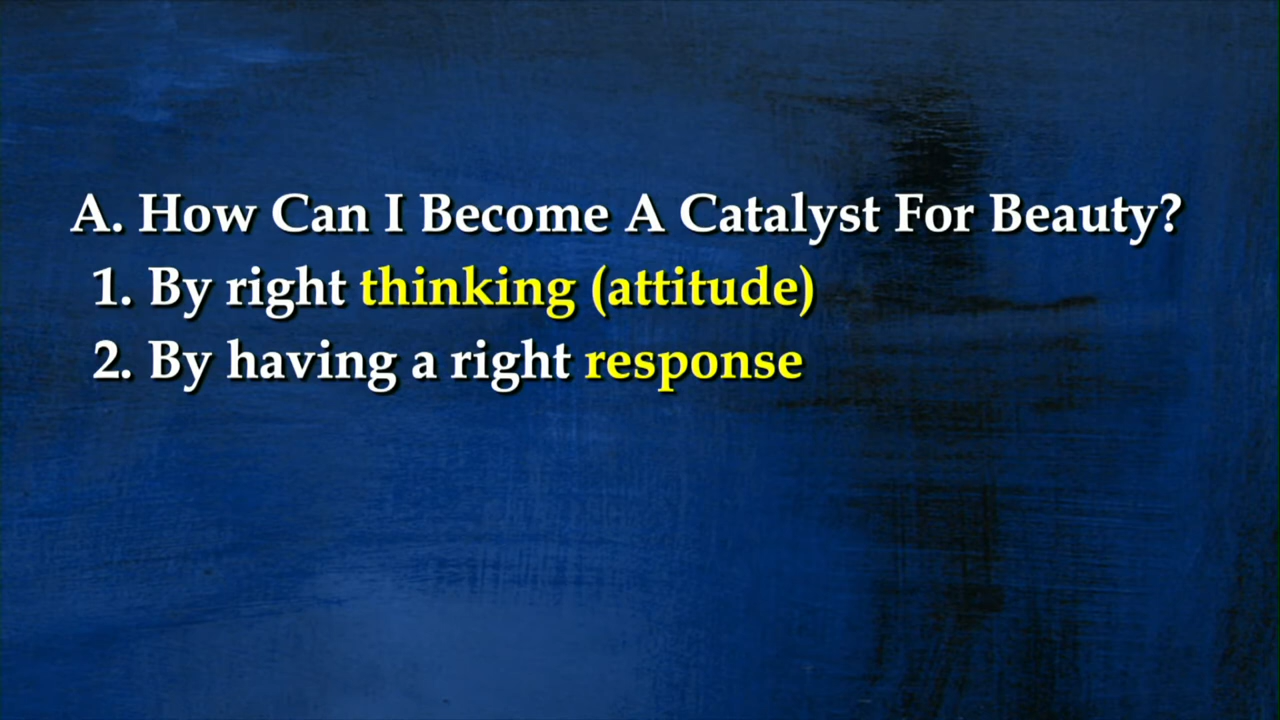 A. How Can I Become A Catalyst For Beauty?
1. By right thinking (attitude)
2. By having a right response